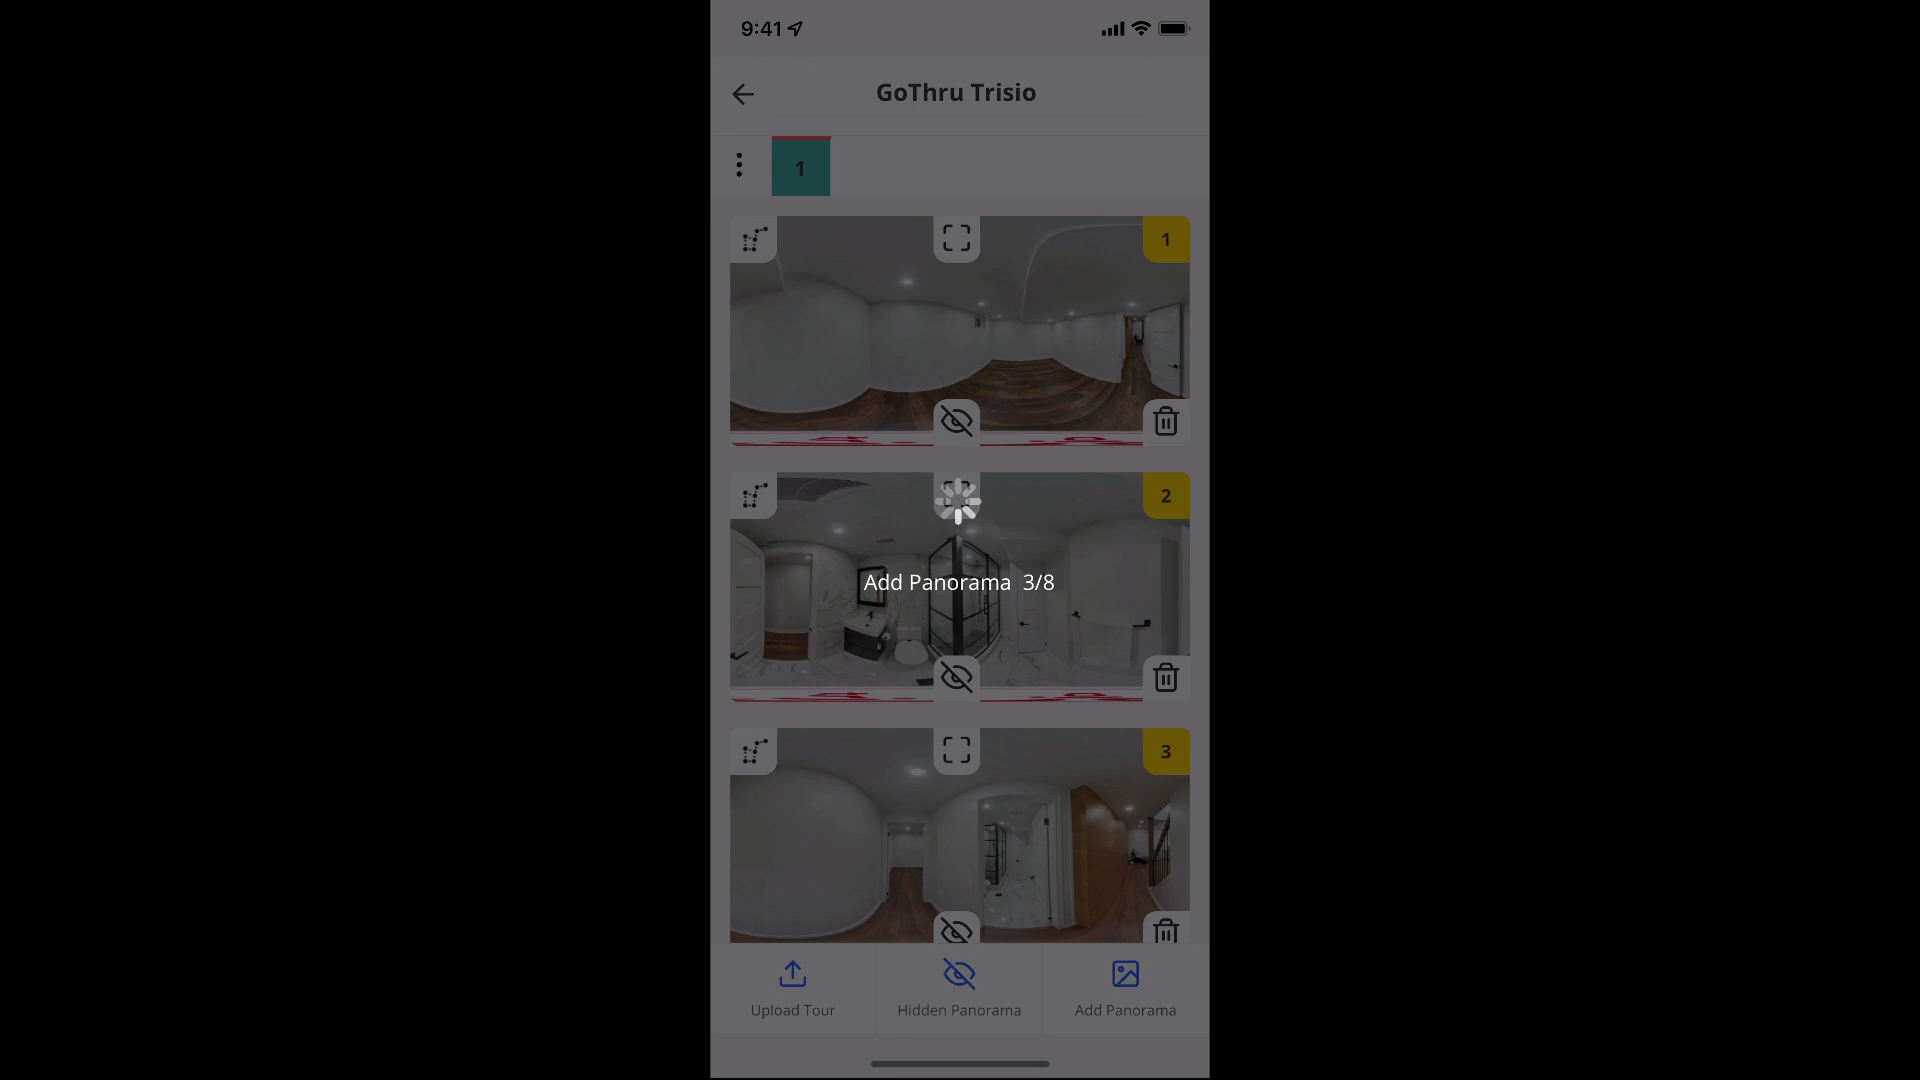 9:41
GoThru Trisio
1
1
2
Add Panorama 3/8
3
Upload Tour
Hidden Panorama
Add Panorama